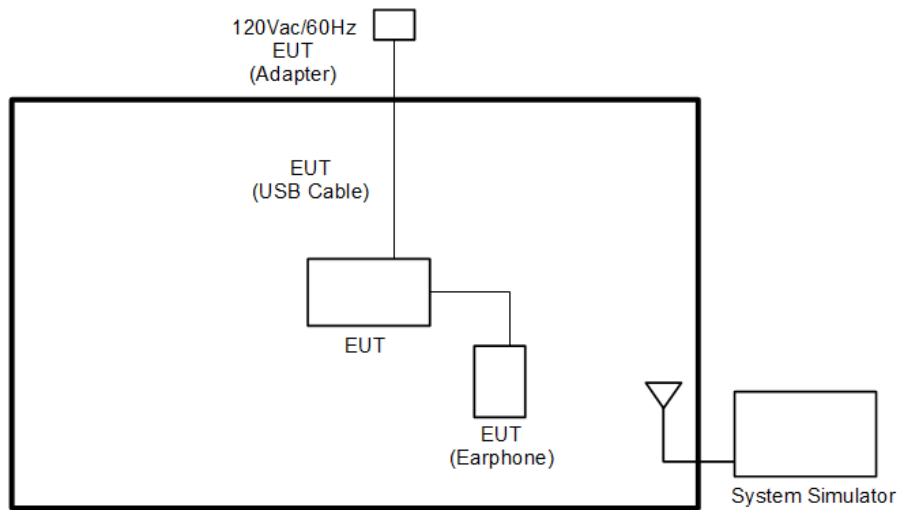 120Vac/60Hz
EUT
(Adapter)
EUT
(USB Cable)
EUT
EUT
(Earphone)
System Simulator